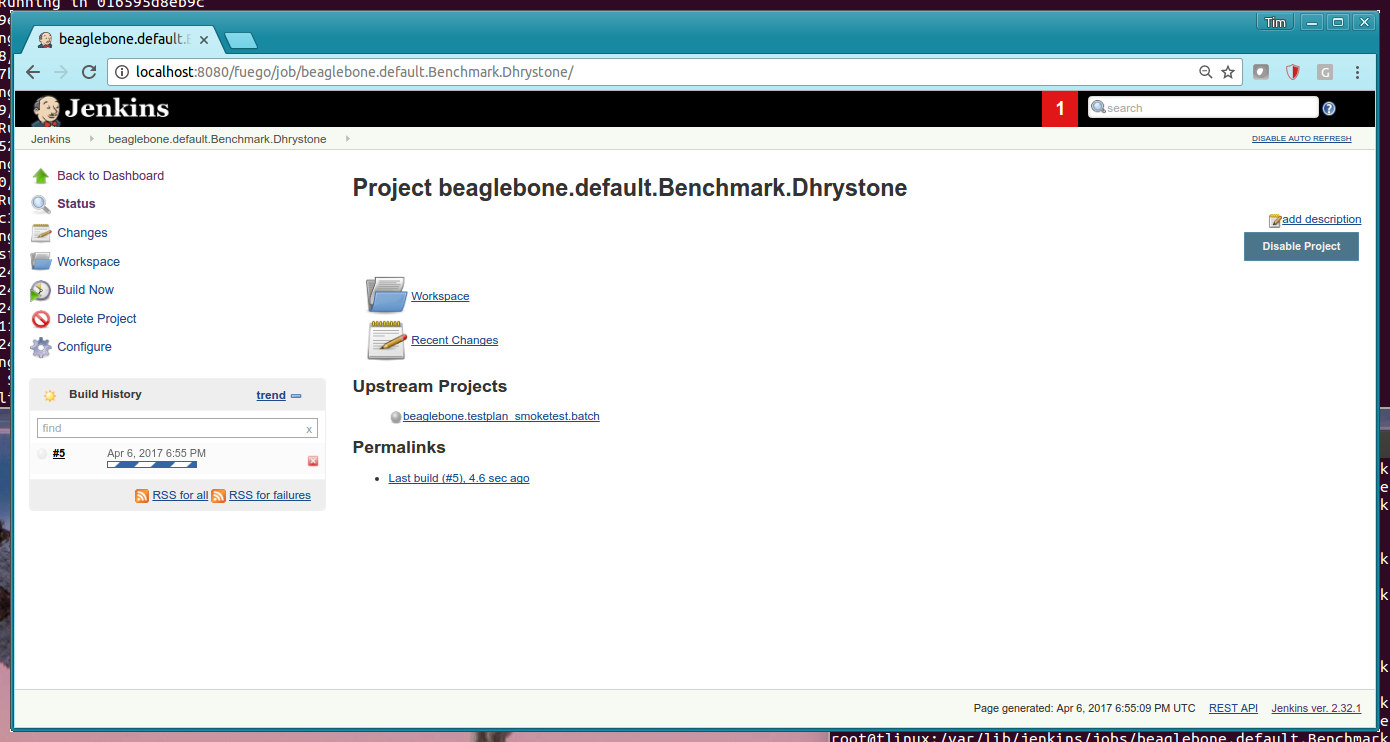 Running in 016595d8eb9c
Tim
beaglebone.default.
localhost:8080/fuego/job/beaglebone.default.Benchmark.Dhrystone/
Jenkins
1
search
Jenkins
beaglebone.default.Benchmark.Dhrystone
DISABLE AUTO REFRESH
Back to Dashboard
Status
Changes
Workspace
Build Now
Delete Project
Configure
Project beaglebone.default.Benchmark.Dhrystone
add description
Disable Project
Workspace
Recent Changes
Upstream Projects
beaglebone.testplan_smoketest.batch
Permalinks
Last build (#5), 4.6 sec ago
Build History
trend
find
x
#5
Apr 6, 2017 6:55 PM
RSS for all
RSS for failures
Page generated: Apr 6, 2017 6:55:09 PM UTC
REST API
Jenkins ver. 2.32.1
root@tlinux:/var/lib/jenkins/jobs/beaglebone.default.Benchmark